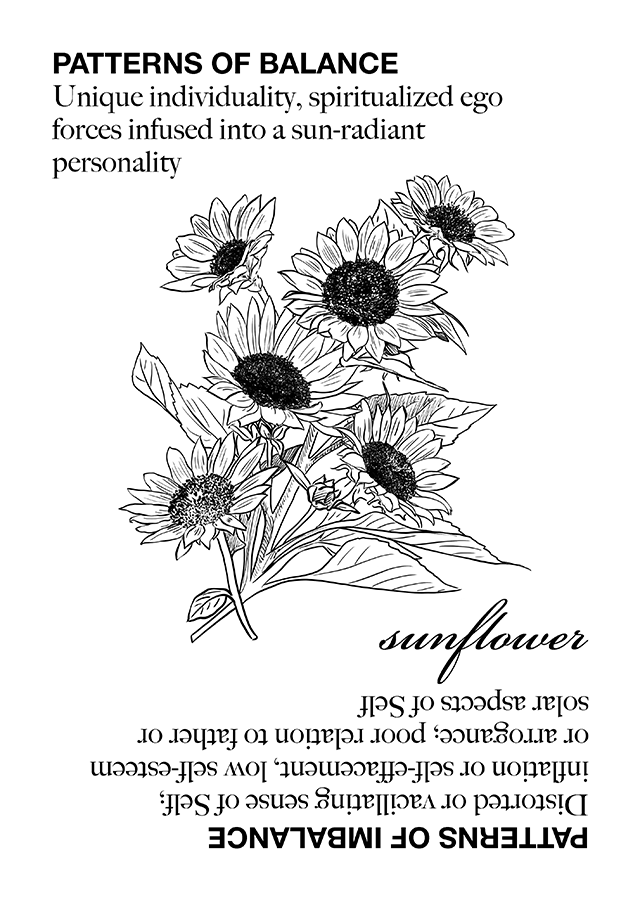 PATTERNS OF BALANCE
Unique individuality, spiritualized ego
forces infused into a sun-radiant
personality
sunflower
PATTERNS OF IMBALANCE
Distorted or vacillating sense of Self;
inflation or self-effacement, low self-esteem
or arrogance; poor relation to father or
solar aspects of Self